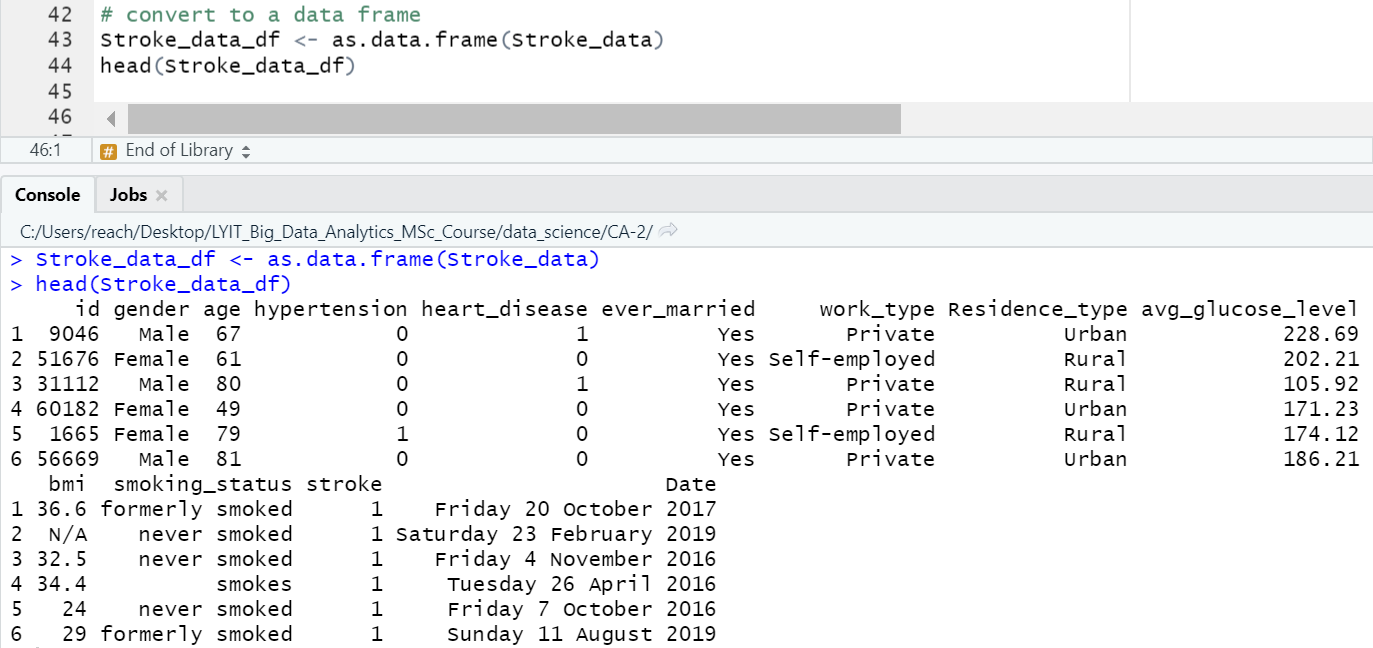 42 # convert to a data frame
43 Stroke_data_df <- as.data.frame(Stroke_data)
44 head(Stroke_data_df)
45
46
46:1 # End of Library
Console Jobs
C:/Users/reach/Desktop/LYIT_Big_Data_Analytics_MSc_Course/data_science/CA-2/
> Stroke_data_df <- as.data.frame(Stroke_data)
> head(Stroke_data_df)
id gender age hypertension heart_disease ever_married work_type Residence_type avg_glucose_level
1 9046 Male 67 0 1 Yes Private Urban 228.69
2 51676 Female 61 0 0 Yes Self-employed Rural 202.21
3 31112 Male 80 0 1 Yes Private Rural 105.92
4 60182 Female 49 0 0 Yes Private Urban 171.23
5 1665 Female 79 1 0 Yes Self-employed Rural 174.12
6 56669 Male 81 0 0 Yes Private Urban 186.21
bmi smoking_status stroke Date
1 36.6 formerly smoked 1 Friday 20 October 2017
2 N/A never smoked 1 Saturday 23 February 2019
3 32.5 never smoked 1 Friday 4 November 2016
4 34.4 smokes 1 Tuesday 26 April 2016
5 24 never smoked 1 Friday 7 October 2016
6 29 formerly smoked 1 Sunday 11 August 2019